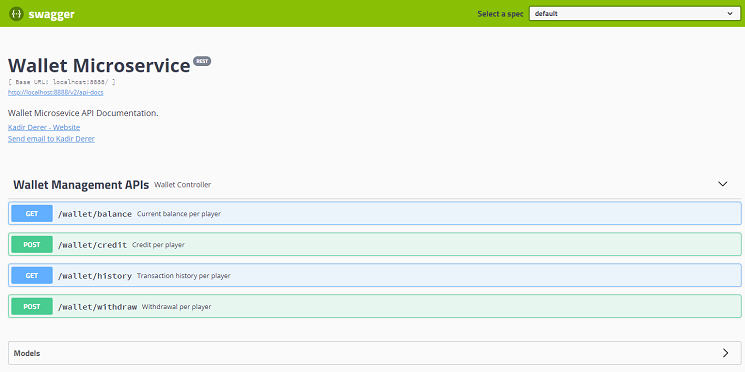 swagger
Select a spec default
Wallet Microservice REST
[ Base URL: localhost:8888/ ]
http://localhost:8888/v2/api-docs
Wallet Microsevice API Documentation.
Kadir Derer - Website
Send email to Kadir Derer
Wallet Management APIs Wallet Controller
GET /wallet/balance Current balance per player
POST /wallet/credit Credit per player
GET /wallet/history Transaction history per player
POST /wallet/withdraw Withdrawal per player
Models